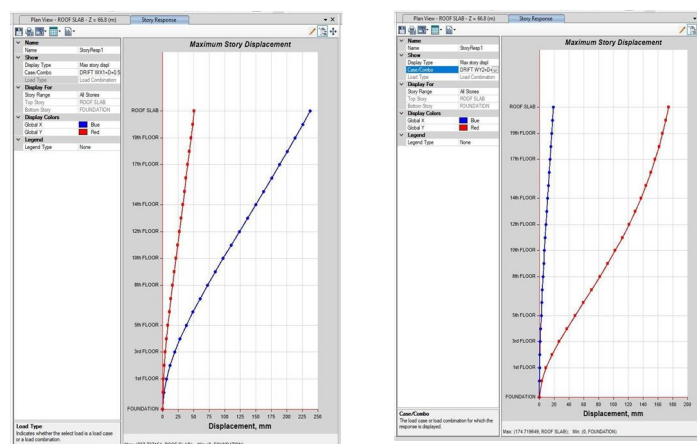 Plan View - ROOF SLAB - Z = 66.8 (m)
Story Response
Name
Name
StoryResp1
Show
Display Type
Max story displ
Case/Combo
DRIFT WX1+D+0.5
Load Type
Load Combination
Display For
Story Range
All Stories
Top Story
ROOF SLAB
Bottom Story
FOUNDATION
Display Colors
Global X
Blue
Global Y
Red
Legend
Legend Type
None
Load Type
Indicates whether the select load is a load case
or a load combination.
Maximum Story Displacement
ROOF SLAB
19th FLOOR
17th FLOOR
14th FLOOR
12th FLOOR
10th FLOOR
8th FLOOR
5th FLOOR
3rd FLOOR
1st FLOOR
FOUNDATION
0 25 50 75 100 125 150 175 200 225 250
Displacement, mm
Plan View - ROOF SLAB - Z = 66.8 (m)
Story Response
Name
Name
StoryResp1
Show
Display Type
Max story displ
Case/Combo
DRIFT WY2+D+
Load Type
Load Combination
Display For
Story Range
All Stories
Top Story
ROOF SLAB
Bottom Story
FOUNDATION
Display Colors
Global X
Blue
Global Y
Red
Legend
Legend Type
None
Case/Combo
The load case or load combination for which the
response is displayed.
Maximum Story Displacement
ROOF SLAB
19th FLOOR
17th FLOOR
14th FLOOR
12th FLOOR
10th FLOOR
8th FLOOR
5th FLOOR
3rd FLOOR
1st FLOOR
FOUNDATION
0 20 40 60 80 100 120 140 160 180 200
Displacement, mm
Max: (174.719849, ROOF SLAB); Min: (0, FOUNDATION)